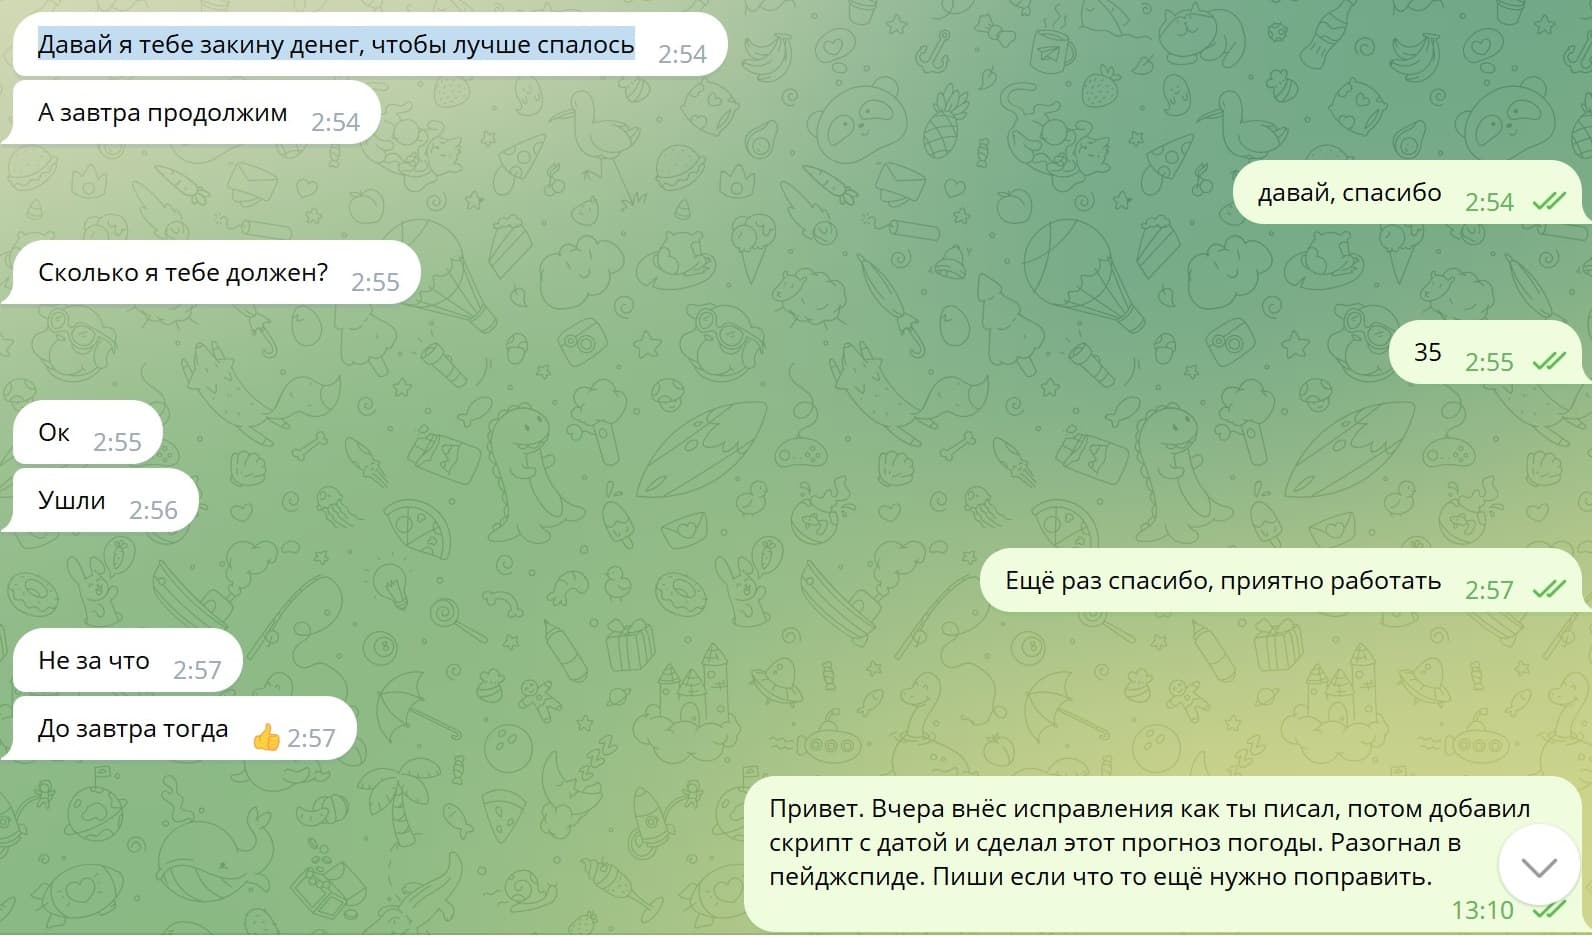 Давай я тебе закину денег, чтобы лучше спалось 2:54
А завтра продолжим 2:54
давай, спасибо 2:54
Сколько я тебе должен? 2:55
35 2:55
Ок 2:55
Ушли 2:56
Ещё раз спасибо, приятно работать 2:57
Не за что 2:57
До завтра тогда 👍 2:57
Привет. Вчера внёс исправления как ты писал, потом добавил
скрипт с датой и сделал этот прогноз погоды. Разогнал в
пейджспиде. Пиши если что то ещё нужно поправить.
13:10